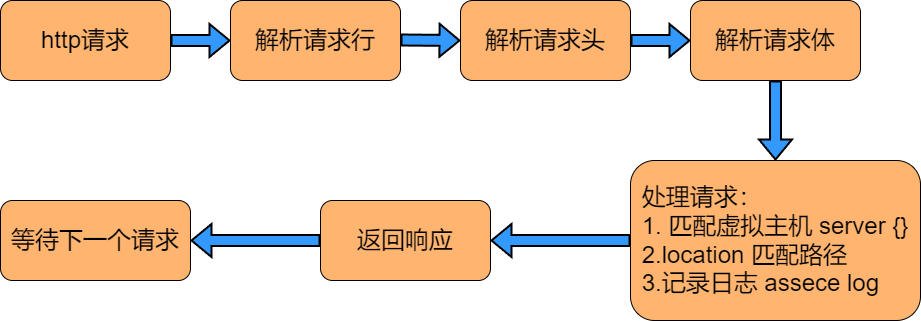 http请求
解析请求行
解析请求头
解析请求体
处理请求：
1. 匹配虚拟主机 server {}
2.location 匹配路径
3.记录日志 assece log
返回响应
等待下一个请求